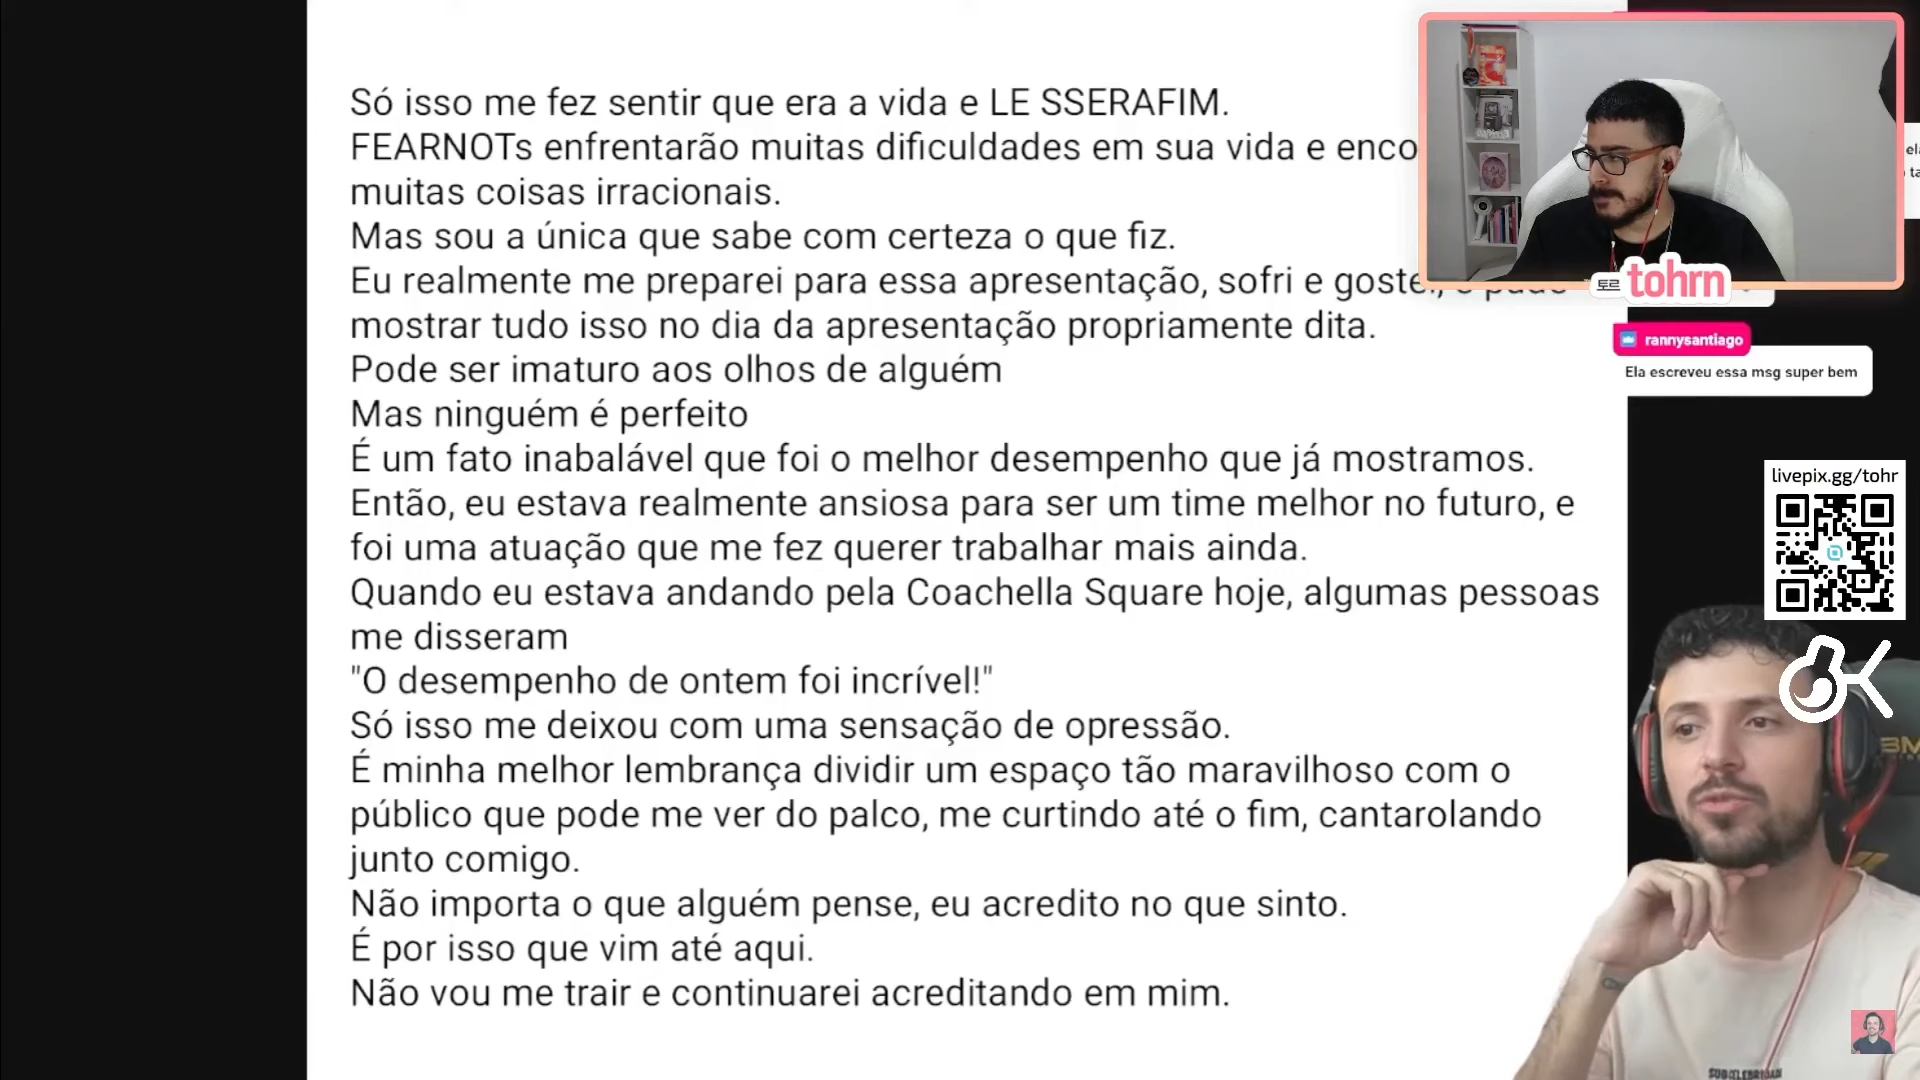 Só isso me fez sentir que era a vida e LE SSERAFIM.
FEARNOTs enfrentarão muitas dificuldades em sua vida e
muitas coisas irracionais.
Mas sou a única que sabe com certeza o que fiz.
Eu realmente me preparei para essa apresentação, sofri e
mostrar tudo isso no dia da apresentação propriamente dita.
Pode ser imaturo aos olhos de alguém
Mas ninguém é perfeito
É um fato inabalável que foi o melhor desempenho que já mostramos.
Então, eu estava realmente ansiosa para ser um time melhor no futuro, e
foi uma atuação que me fez querer trabalhar mais ainda.
Quando eu estava andando pela Coachella Square hoje, algumas pessoas
me disseram
"O desempenho de ontem foi incrível!"
Só isso me deixou com uma sensação de opressão.
É minha melhor lembrança dividir um espaço tão maravilhoso com o
público que pode me ver do palco, me curtindo até o fim, cantarolando
junto comigo.
Não importa o que alguém pense, eu acredito no que sinto.
É por isso que vim até aqui.
Não vou me trair e continuarei acreditando em mim.
토르 tohrn
rannysantiago
Ela escreveu essa msg super bem
livepix.gg/tohr